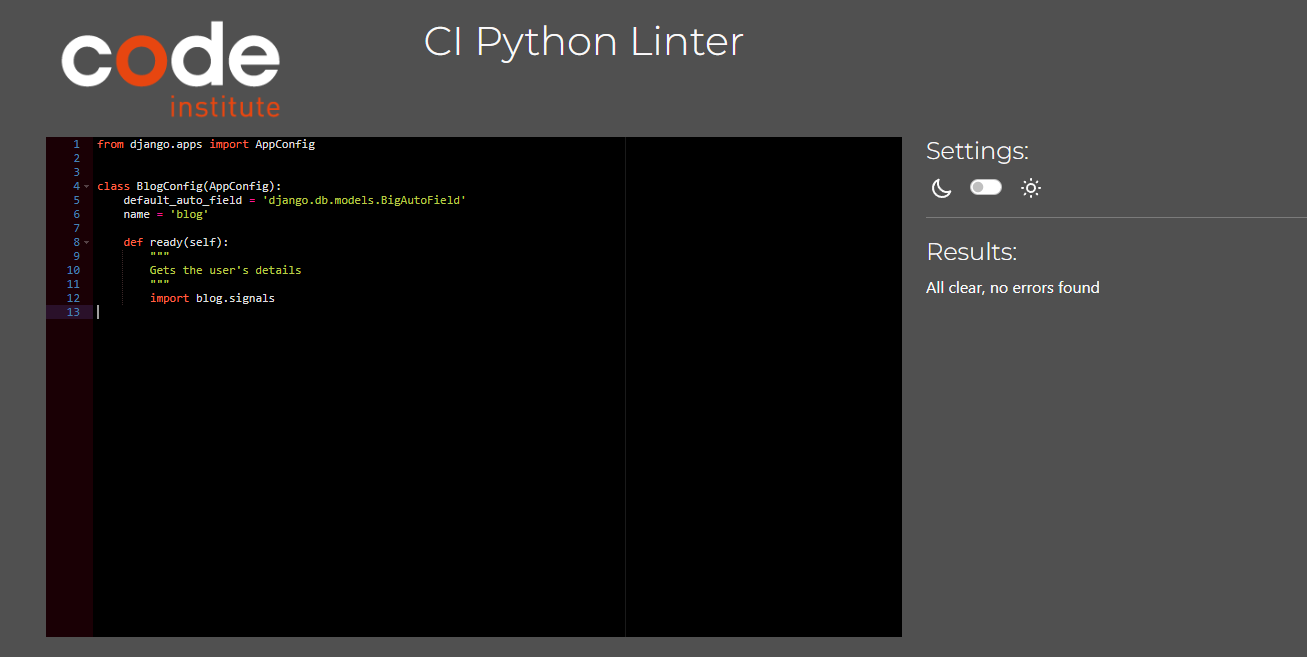 code
institute
CI Python Linter
1 from django.apps import AppConfig
2
3
4 class BlogConfig(AppConfig):
5     default_auto_field = 'django.db.models.BigAutoField'
6     name = 'blog'
7
8     def ready(self):
9         """
10         Gets the user's details
11         """
12         import blog.signals
13
Settings:
Results:
All clear, no errors found